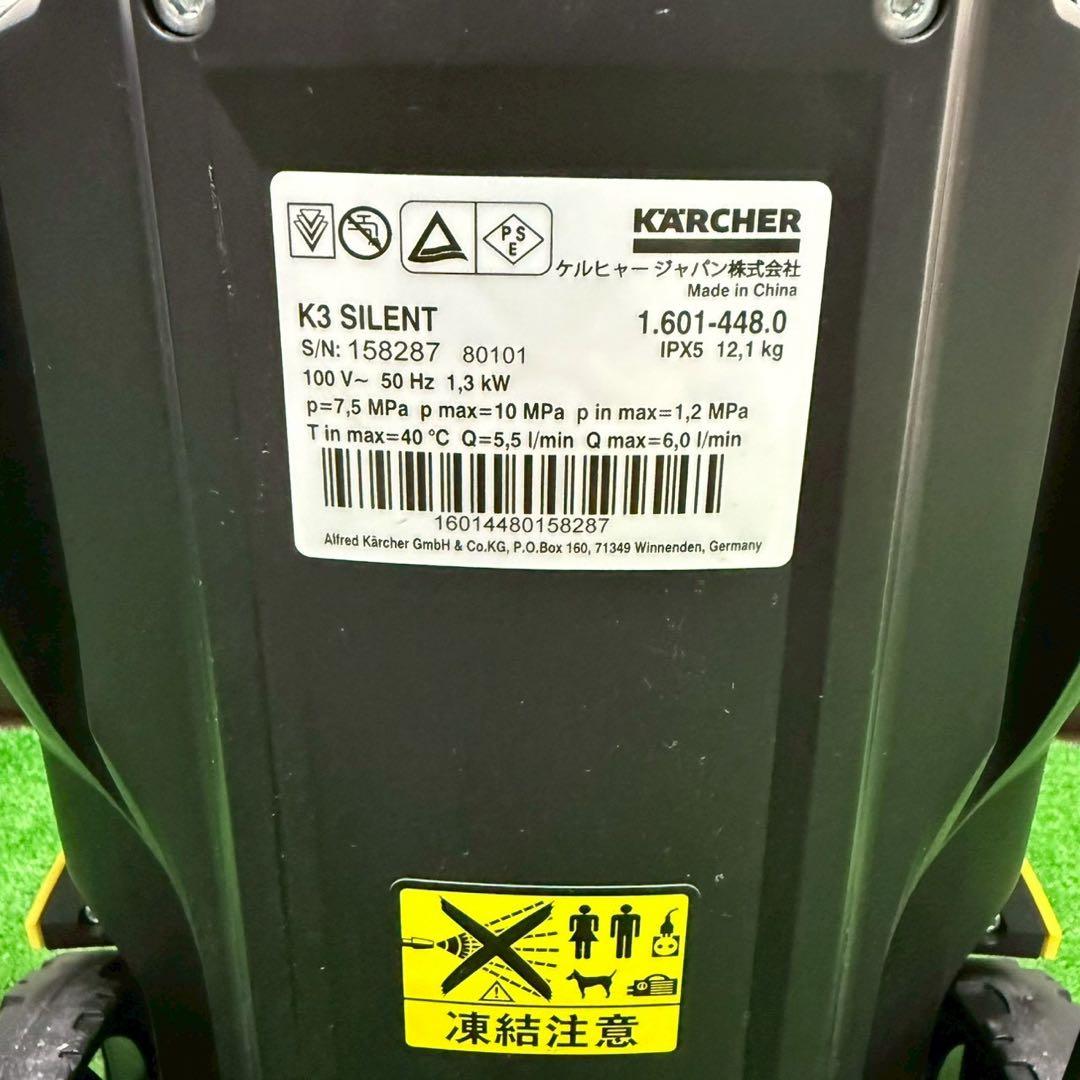 PS
E
KÄRCHER
ケルヒャー ジャパン株式会社
Made in China
K3 SILENT 1.601-448.0
S/N: 158287 80101 IPX5 12,1 kg
100 V~ 50 Hz 1,3 kW
p=7,5 MPa p max=10 MPa p in max=1,2 MPa
T in max=40 °C Q=5,5 l/min Q max=6,0 l/min
16014480158287
Alfred Kärcher GmbH & Co.KG, P.O.Box 160, 71349 Winnenden, Germany
凍結注意